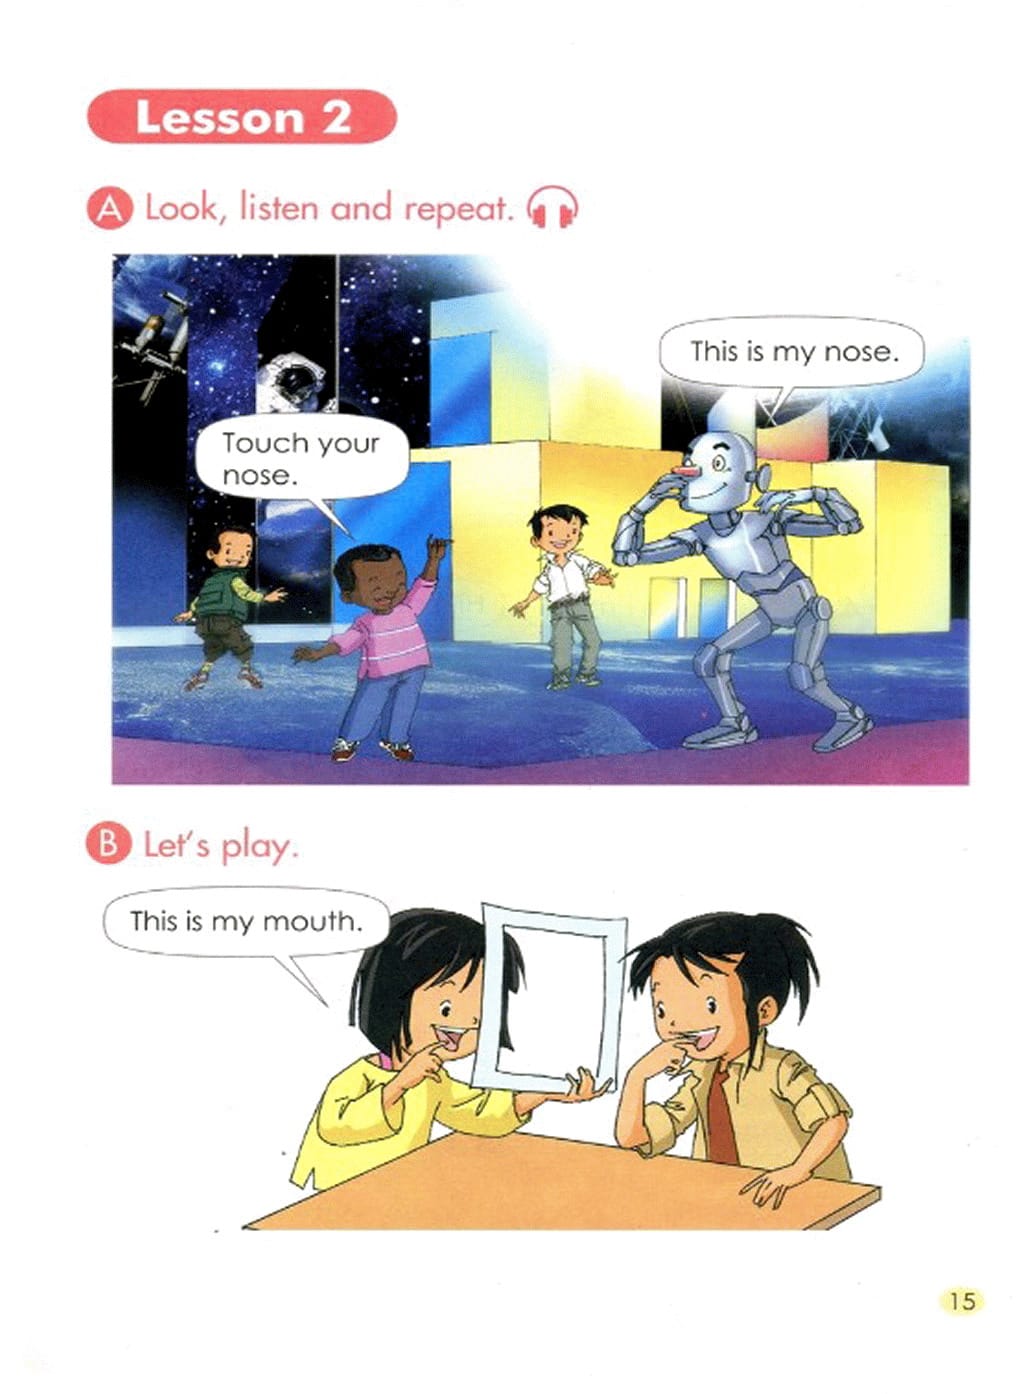 Lesson 2
A Look, listen and repeat.
This is my nose.
Touch your
nose.
B Let's play.
This is my mouth.
15